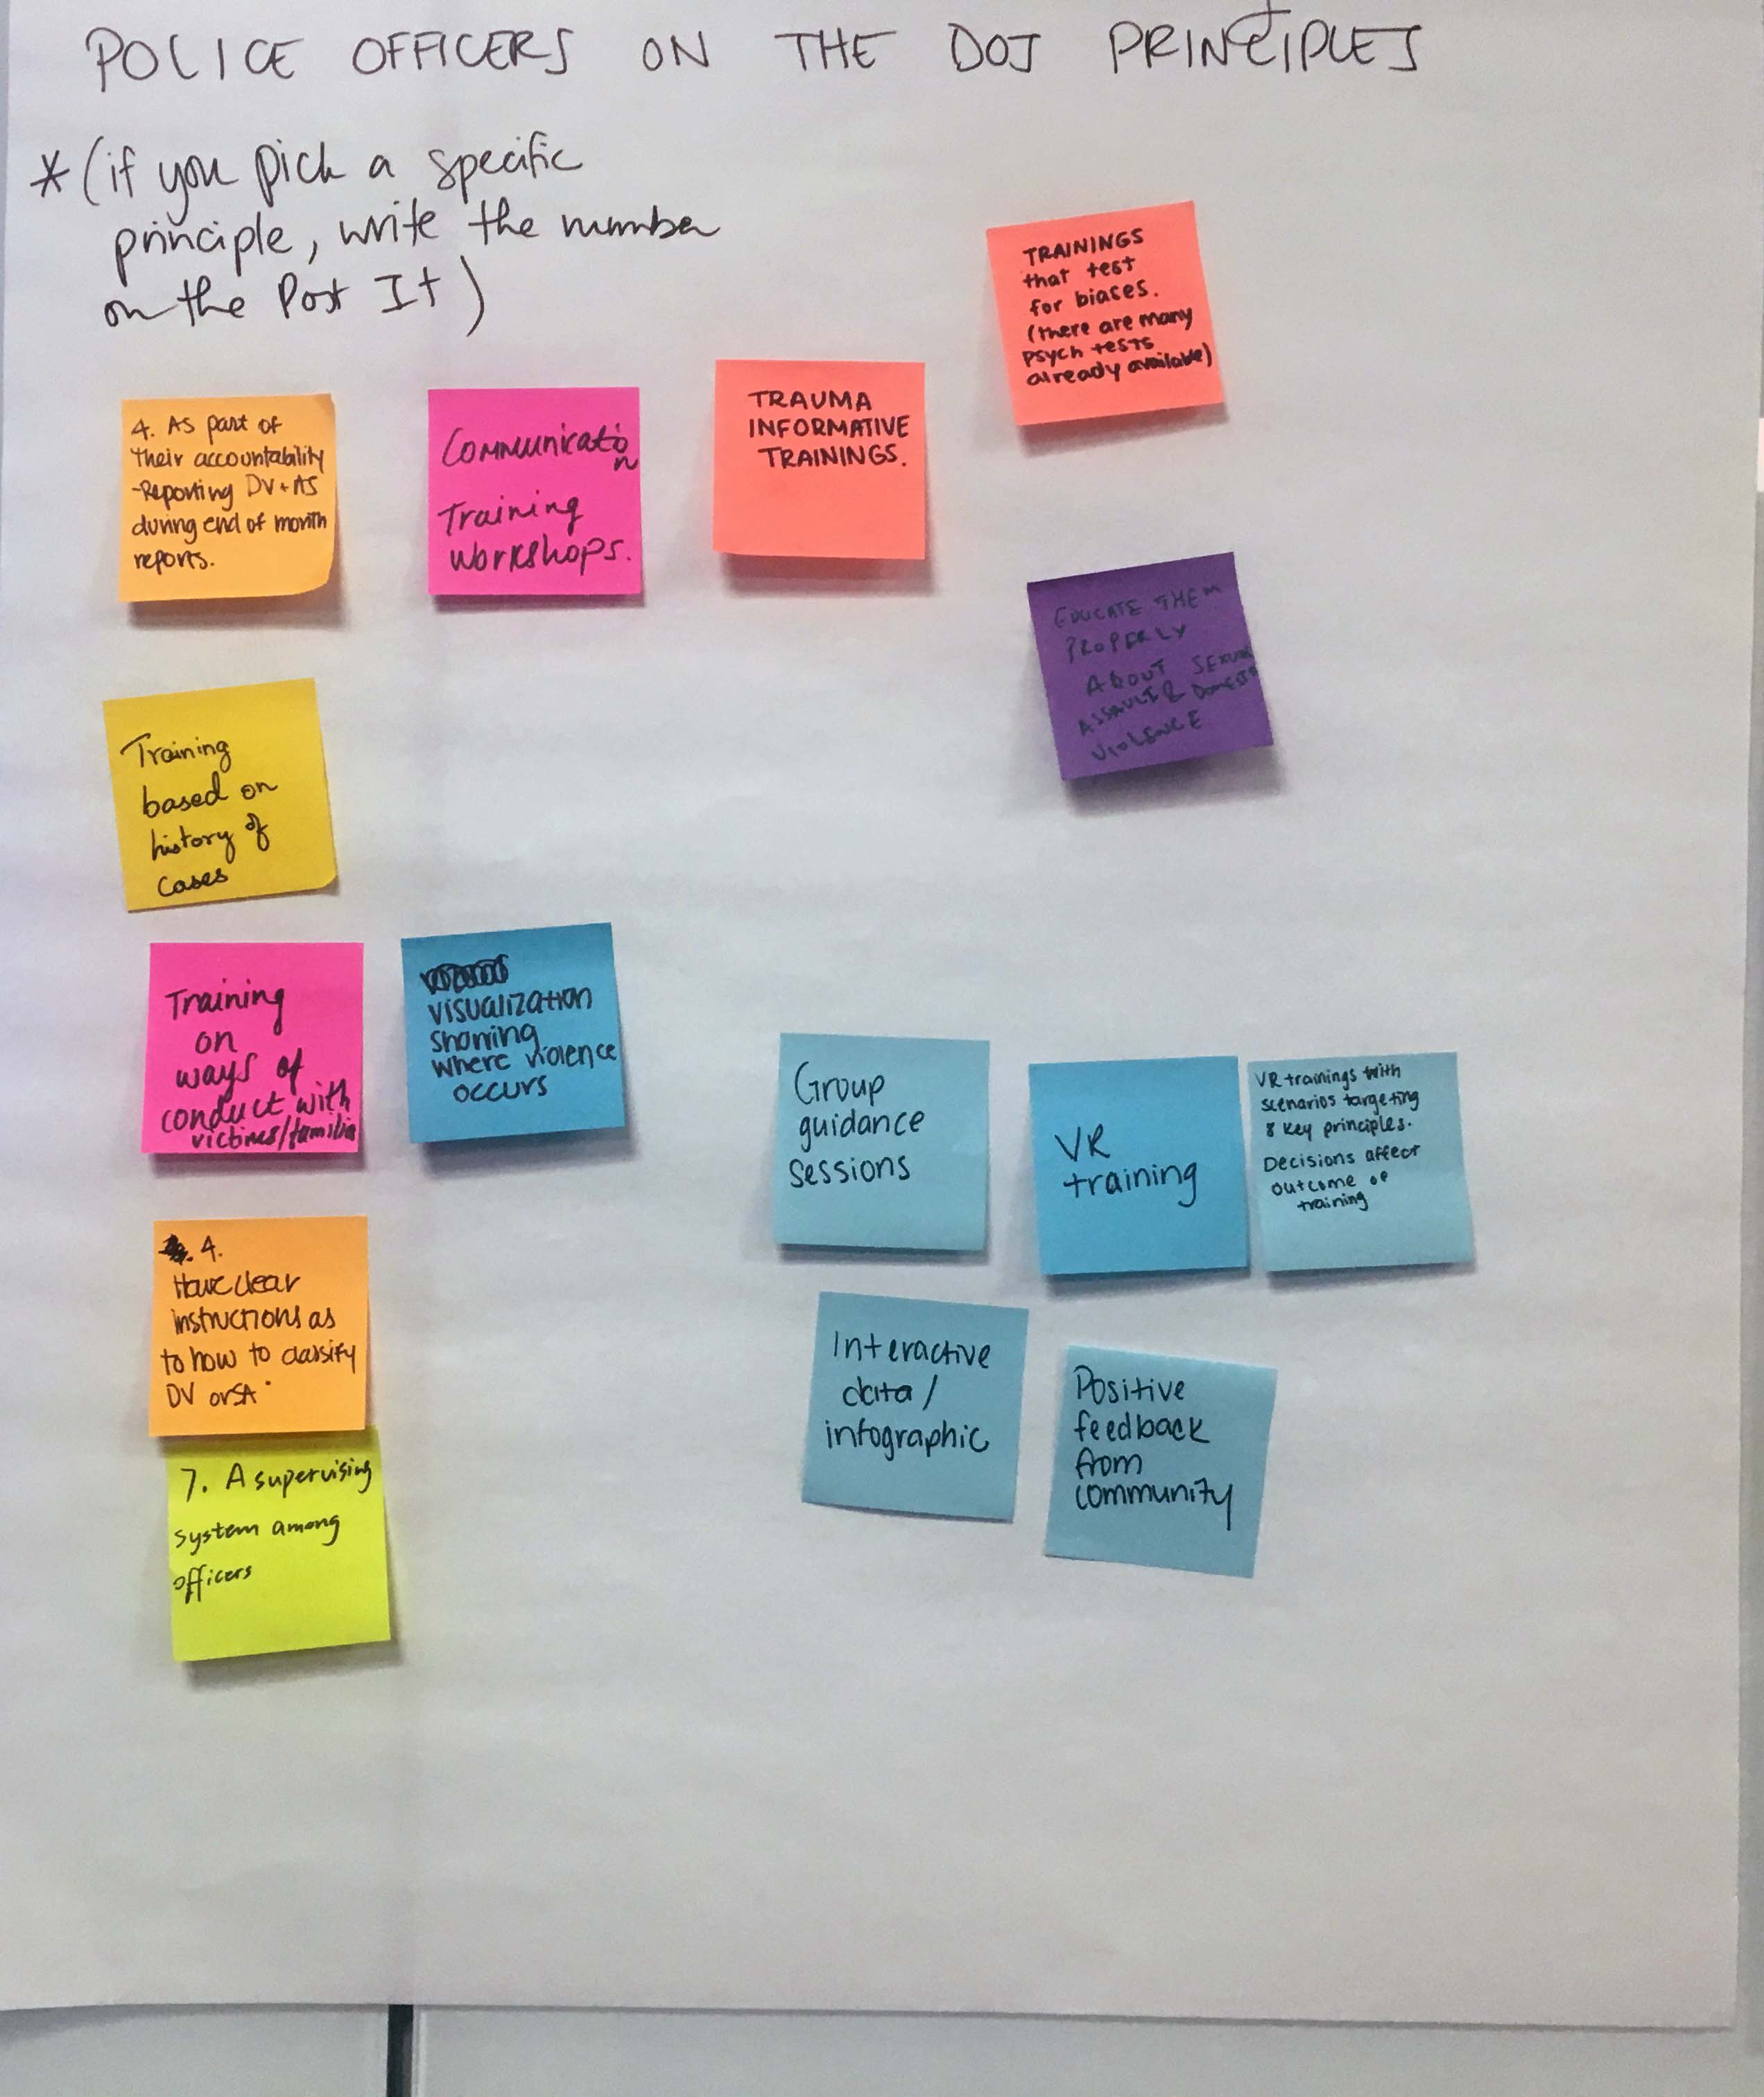 POLICE OFFICERS ON THE DOJ PRINCIPLES
*(if you pick a specific
principle, write the number
on the Post It)
TRAININGS
that test
for biases.
(there are many
psych tests
already available)
4. As part of
their accountability
-Reporting DV+AS
during end of month
reports.
Communication
Training
workshops.
TRAUMA
INFORMATIVE
TRAININGS.
EDUCATE THEM
PROPERLY
ABOUT SEXUAL
ASSAULT & DOMESTIC
VIOLENCE
Training
based on
history of
cases
Training
on
ways of
conduct with
victims/familia
visualization
showing
where violence
occurs
Group
guidance
sessions
VR
training
VR trainings with
scenarios targeting
8 key principles.
Decisions affect
outcome of
training
4.
Have clear
instructions as
to how to classify
DV or SA.
Interactive
data/
infographic
Positive
feedback
from
community
7. A supervising
system among
officers